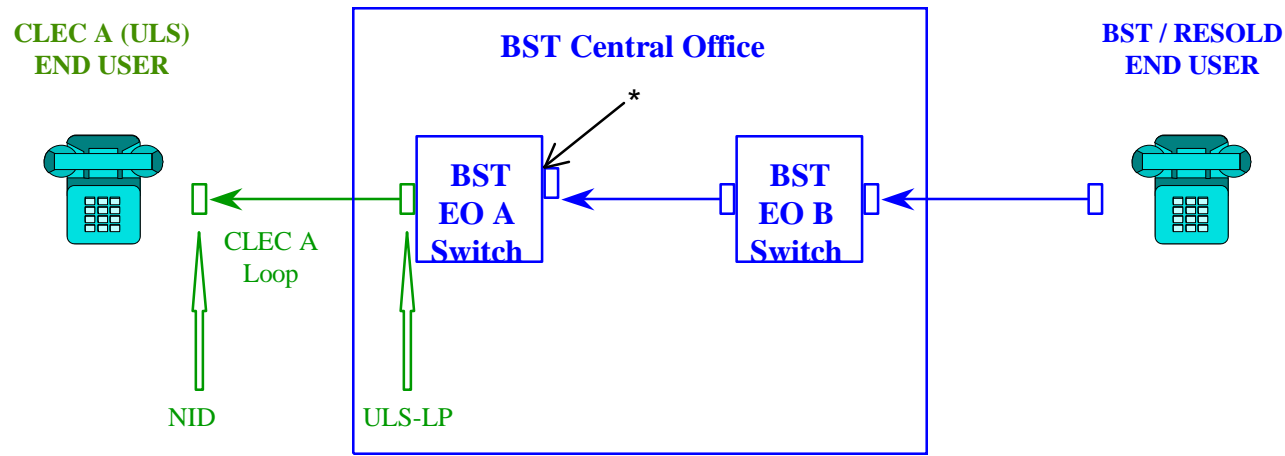 CLEC A (ULS)
END USER
BST Central Office
BST / RESOLD
END USER
*
BST
EO A
Switch
BST
EO B
Switch
CLEC A
Loop
NID
ULS-LP